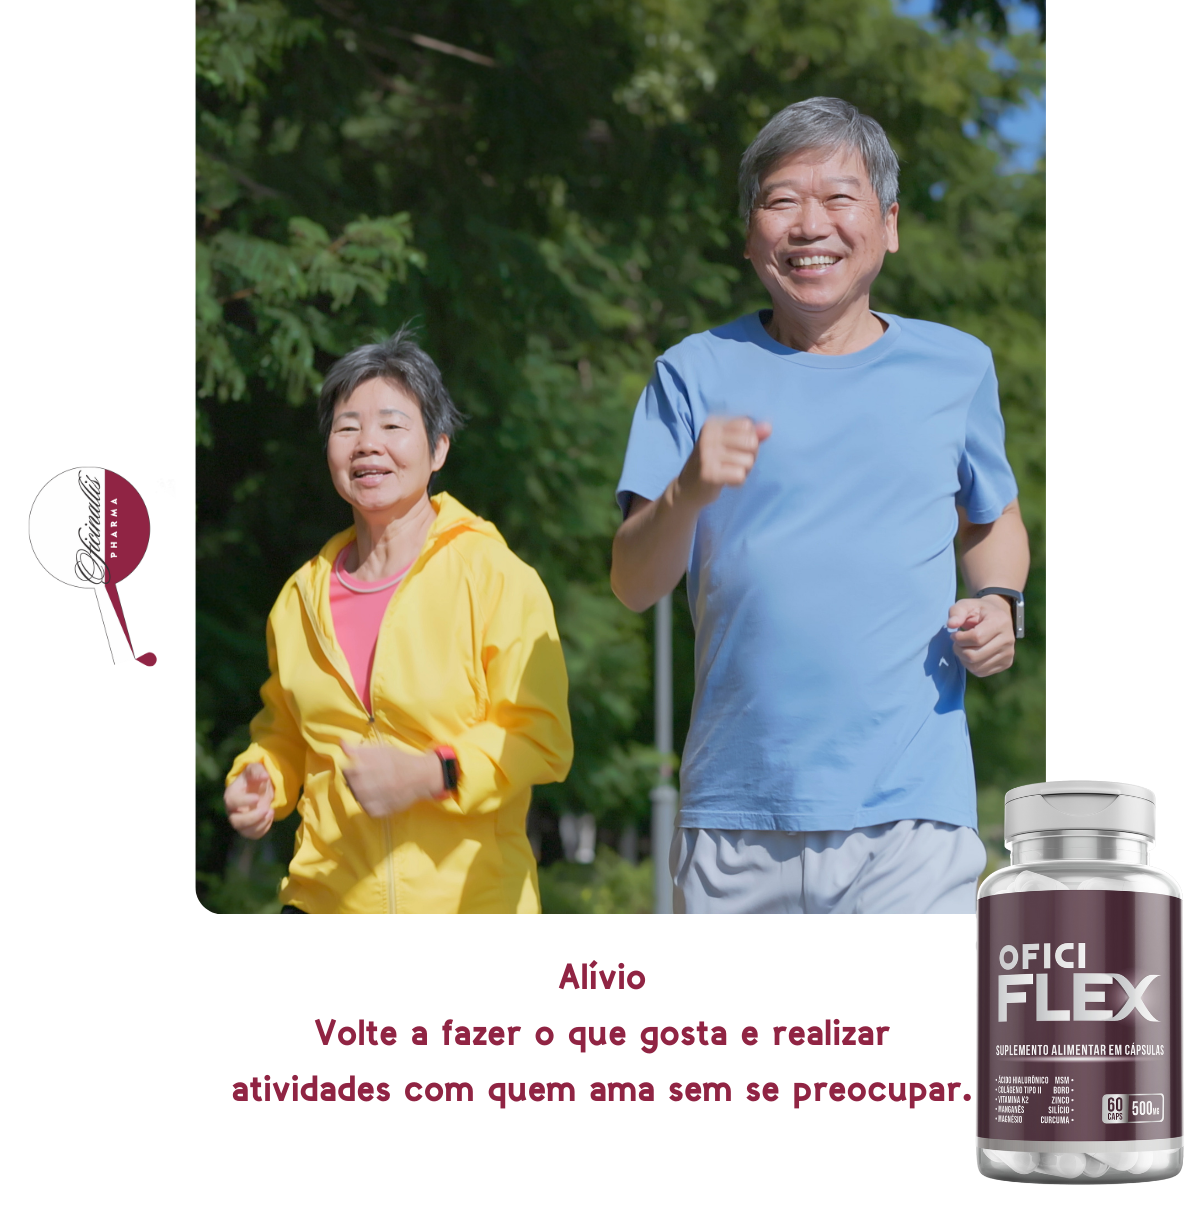 Oficinallis
PHARMA
Alívio
Volte a fazer o que gosta e realizar
atividades com quem ama sem se preocupar.
OFICI
FLEX
SUPLEMENTO ALIMENTAR EM CÁPSULAS
• ÁCIDO HIALURÔNICO MSM •
• COLÁGENO TIPO II BORO •
• VITAMINA K2 ZINCO •
• MANGANÊS SILÍCIO •
• MAGNÉSIO CURCUMA •
60 CAPS 500MG